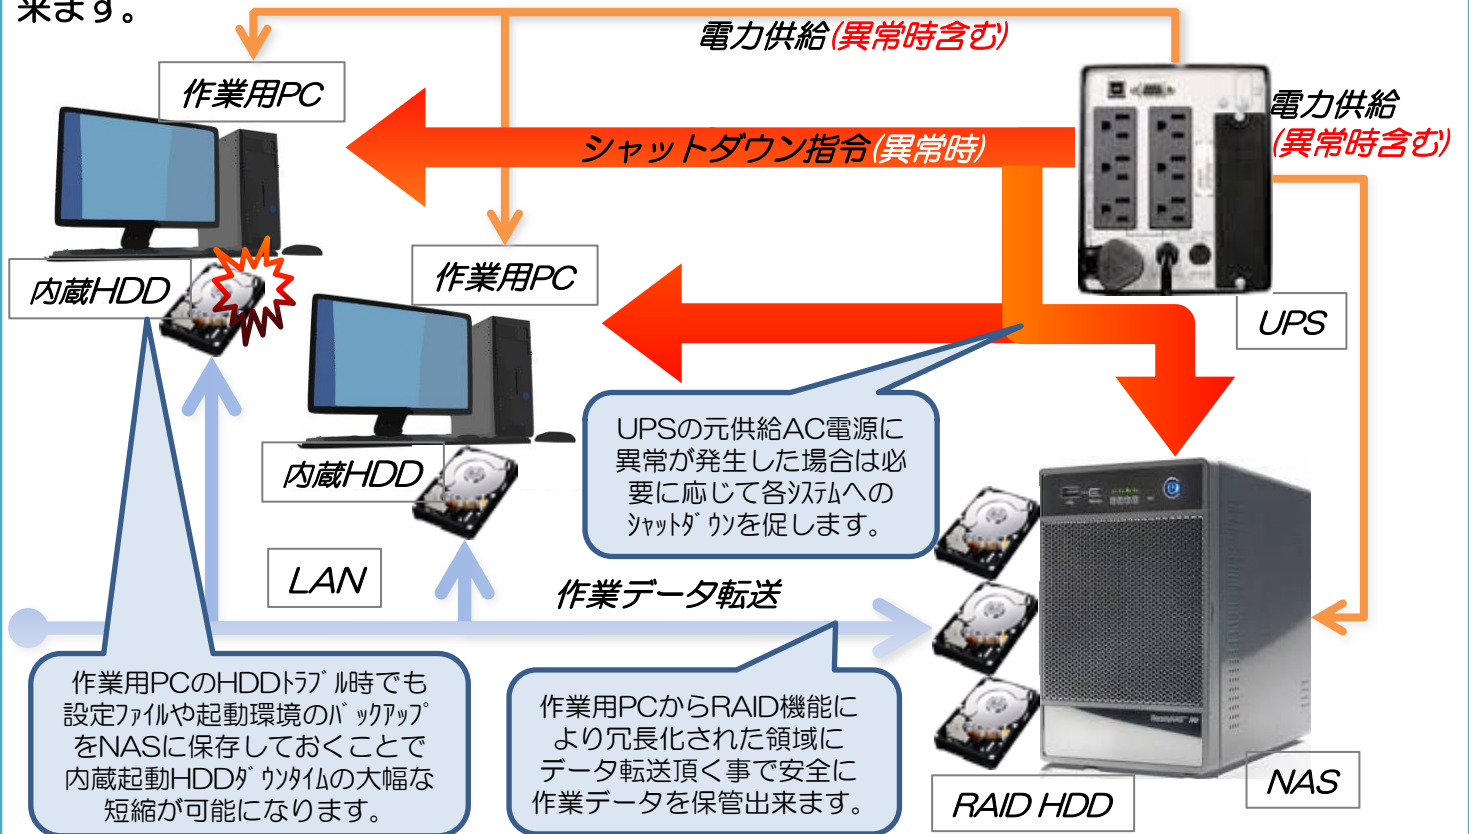 来ます。
電力供給(異常時含む)
作業用PC
電力供給
(異常時含む)
シャットダウン指令(異常時)
作業用PC
内蔵HDD
UPS
UPSの元供給AC電源に
異常が発生した場合は必
要に応じて各ｼｽﾃﾑへの
ｼｬｯﾄﾀﾞｳﾝを促します。
内蔵HDD
LAN
作業データ転送
作業用PCのHDDﾄﾗﾌﾞﾙ時でも
設定ﾌｧｲﾙや起動環境のﾊﾞｯｸｱｯﾌﾟ
をNASに保存しておくことで
内蔵起動HDDﾀﾞｳﾝﾀｲﾑの大幅な
短縮が可能になります。
作業用PCからRAID機能に
より冗長化された領域に
データ転送頂く事で安全に
作業データを保管出来ます。
RAID HDD
NAS